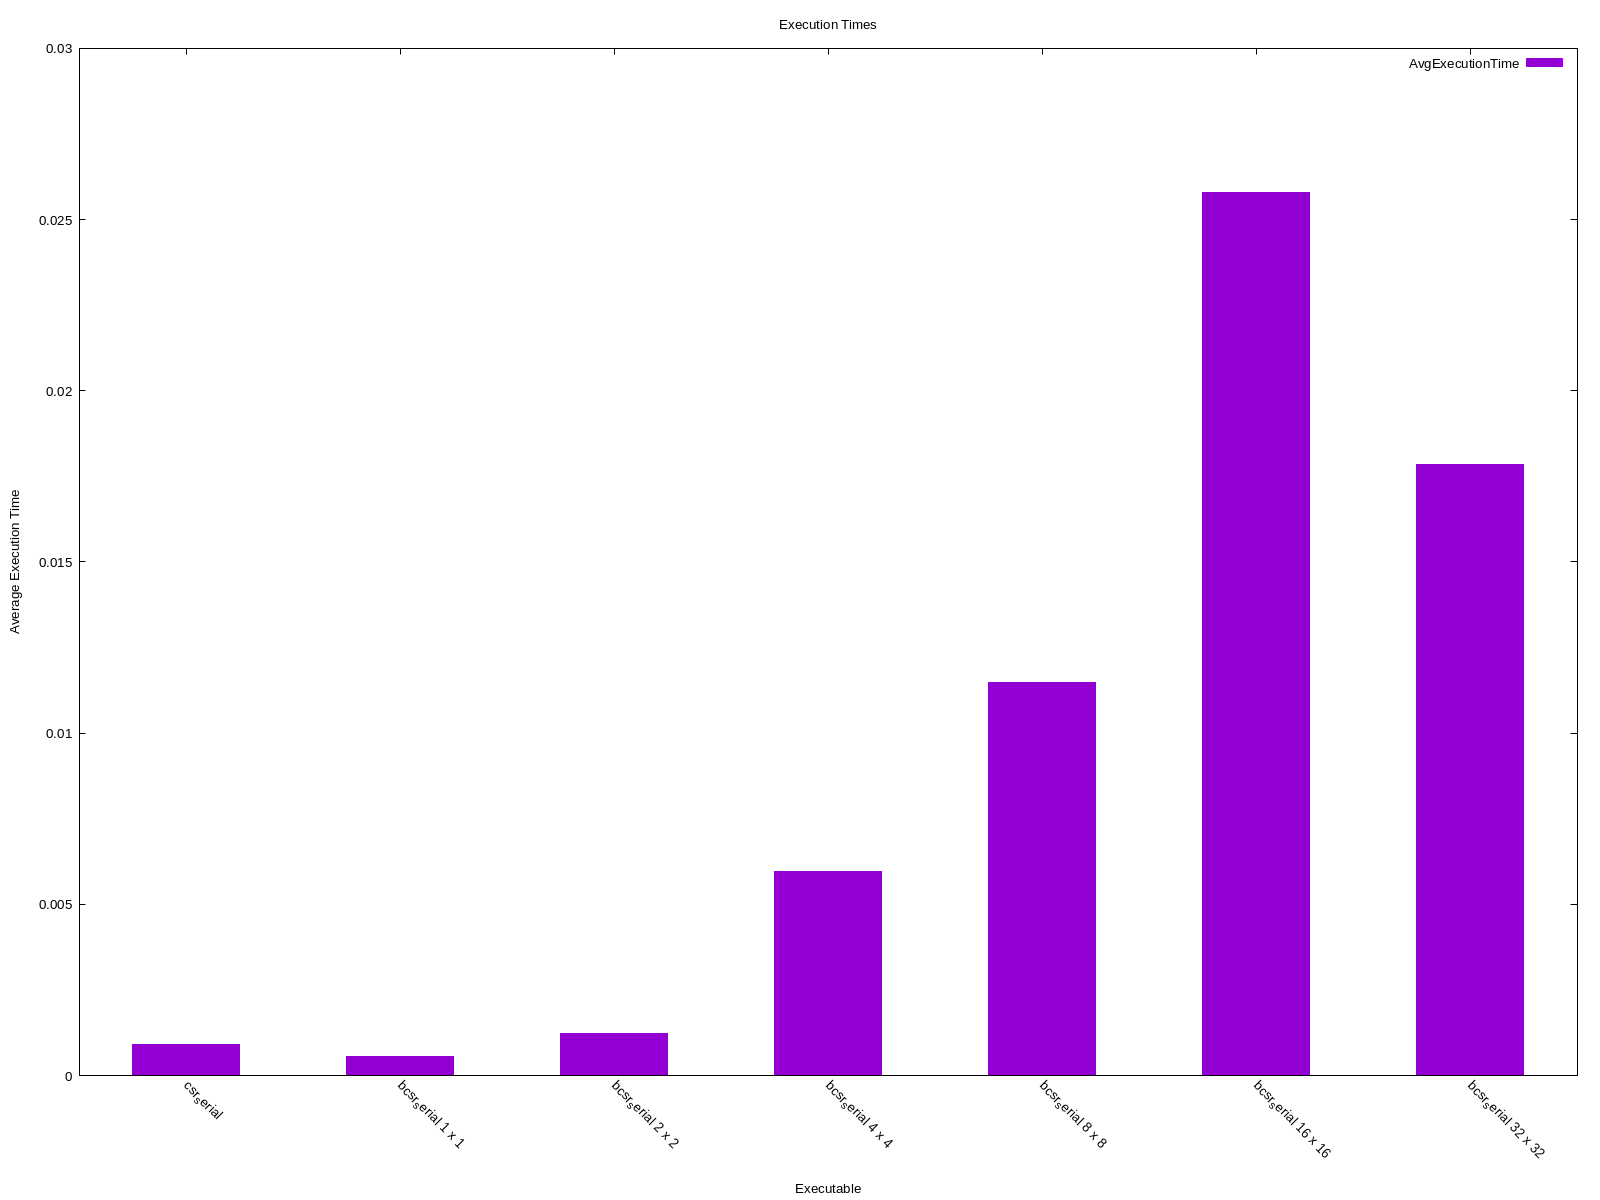 Execution Times
AvgExecutionTime
0.03
0.025
0.02
0.015
0.01
0.005
0
Average Execution Time
csrserial
bcsrserial 1 x 1
bcsrserial 2 x 2
bcsrserial 4 x 4
bcsrserial 8 x 8
bcsrserial 16 x 16
bcsrserial 32 x 32
Executable